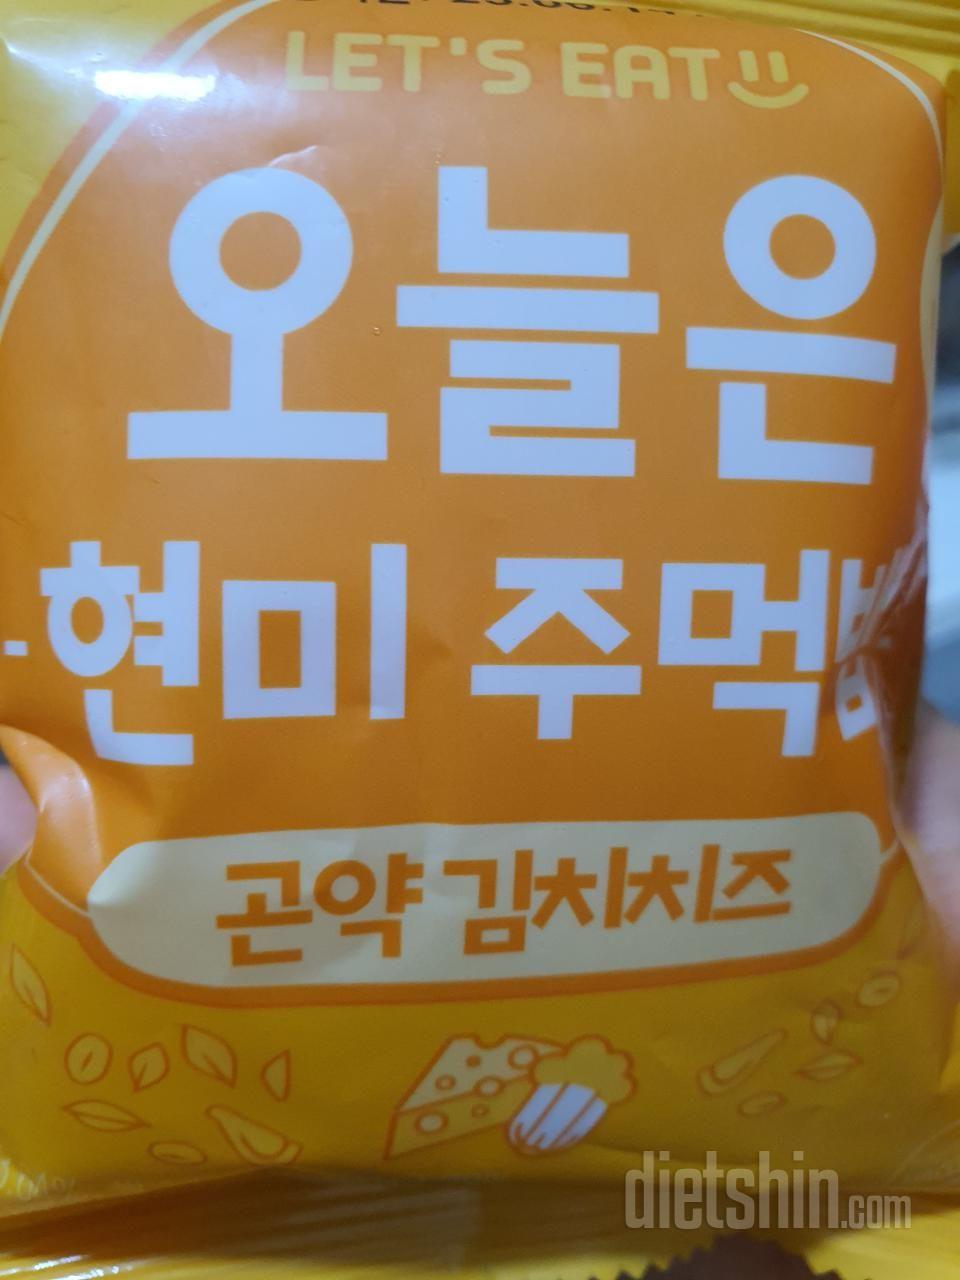 LET'S EAT
오늘은
현미 주먹밥
곤약 김치치즈
dietshin.com